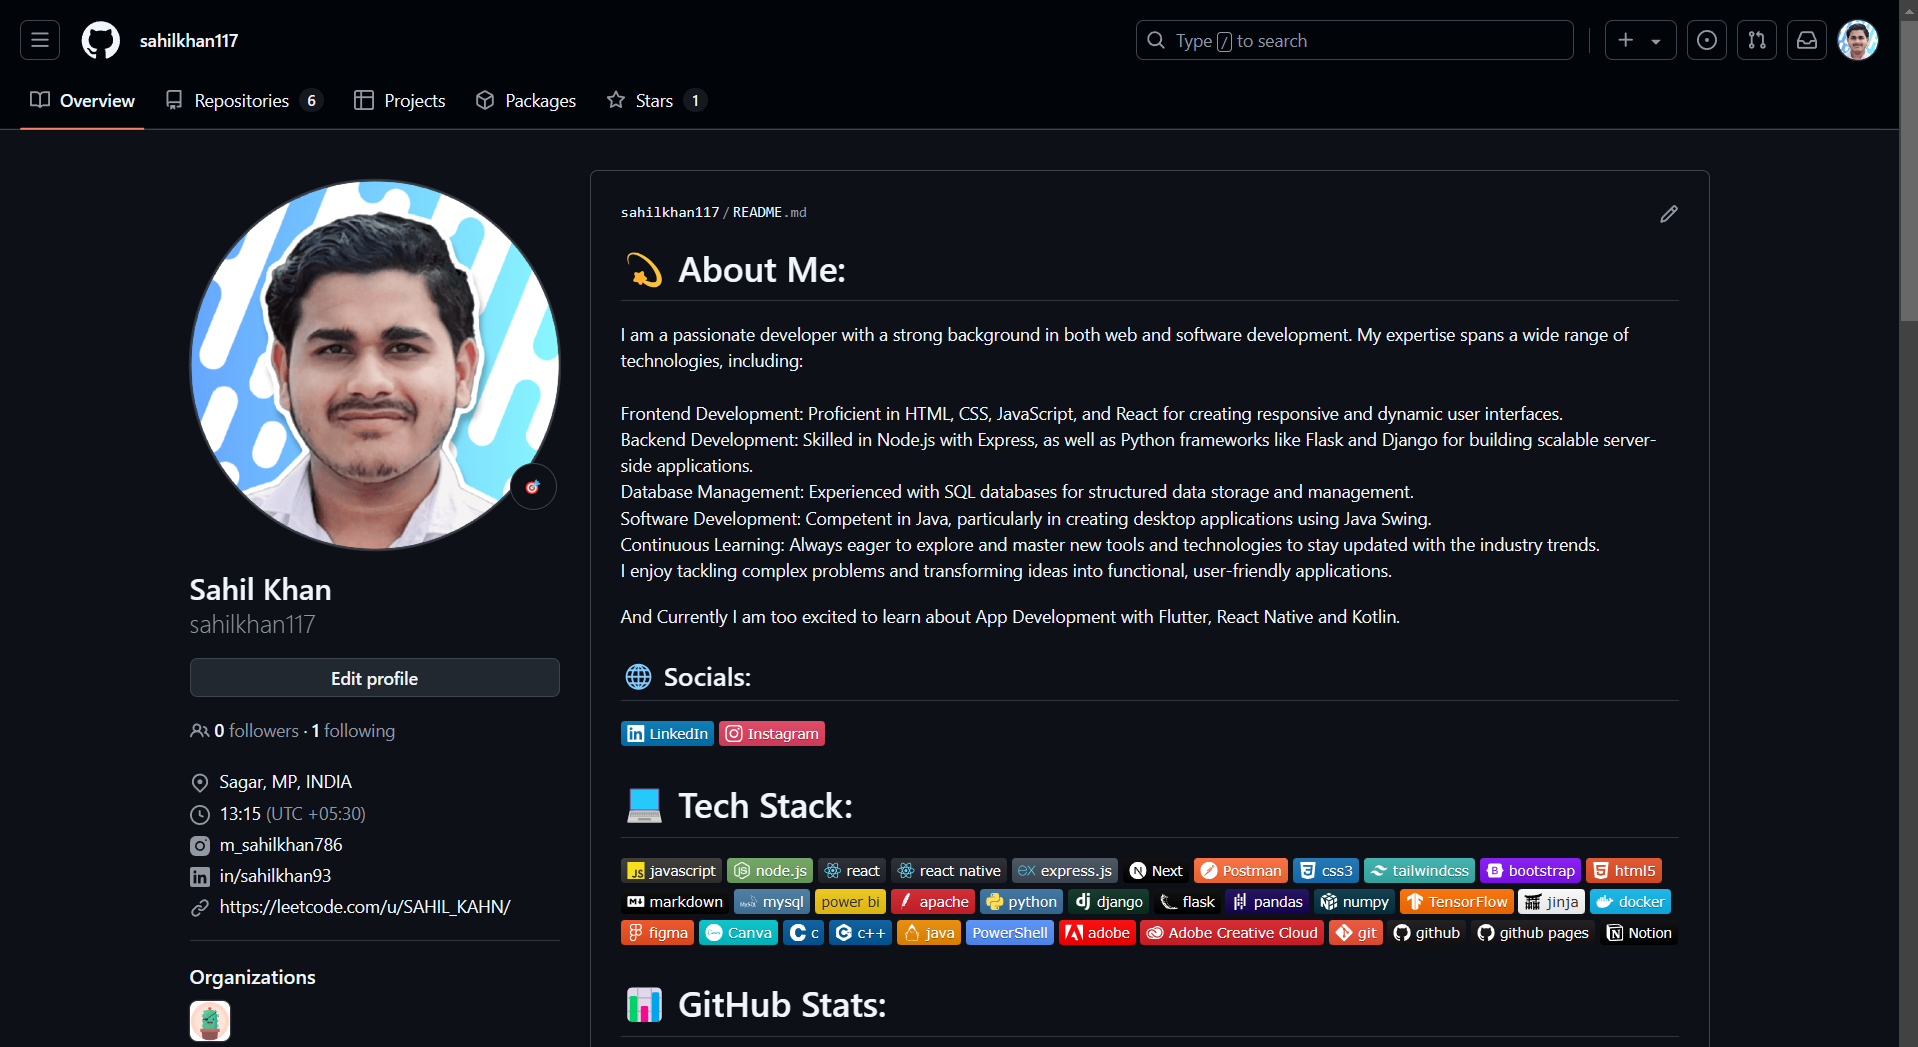 sahilkhan117
Type / to search
Overview
Repositories 6
Projects
Packages
Stars 1
Sahil Khan
sahilkhan117
Edit profile
0 followers · 1 following
Sagar, MP, INDIA
13:15 (UTC +05:30)
m_sahilkhan786
in/sahilkhan93
https://leetcode.com/u/SAHIL_KAHN/
Organizations
sahilkhan117/README.md
About Me:
I am a passionate developer with a strong background in both web and software development. My expertise spans a wide range of
technologies, including:
Frontend Development: Proficient in HTML, CSS, JavaScript, and React for creating responsive and dynamic user interfaces.
Backend Development: Skilled in Node.js with Express, as well as Python frameworks like Flask and Django for building scalable server-
side applications.
Database Management: Experienced with SQL databases for structured data storage and management.
Software Development: Competent in Java, particularly in creating desktop applications using Java Swing.
Continuous Learning: Always eager to explore and master new tools and technologies to stay updated with the industry trends.
I enjoy tackling complex problems and transforming ideas into functional, user-friendly applications.
And Currently I am too excited to learn about App Development with Flutter, React Native and Kotlin.
Socials:
LinkedIn Instagram
Tech Stack:
JS javascript node.js react react native ex express.js Next Postman css3 tailwindcss bootstrap html5
markdown MySQL mysql power bi apache python dj django flask pandas numpy TensorFlow jinja docker
figma Canva C c C++ c++ java PowerShell adobe Adobe Creative Cloud git github github pages Notion
GitHub Stats: